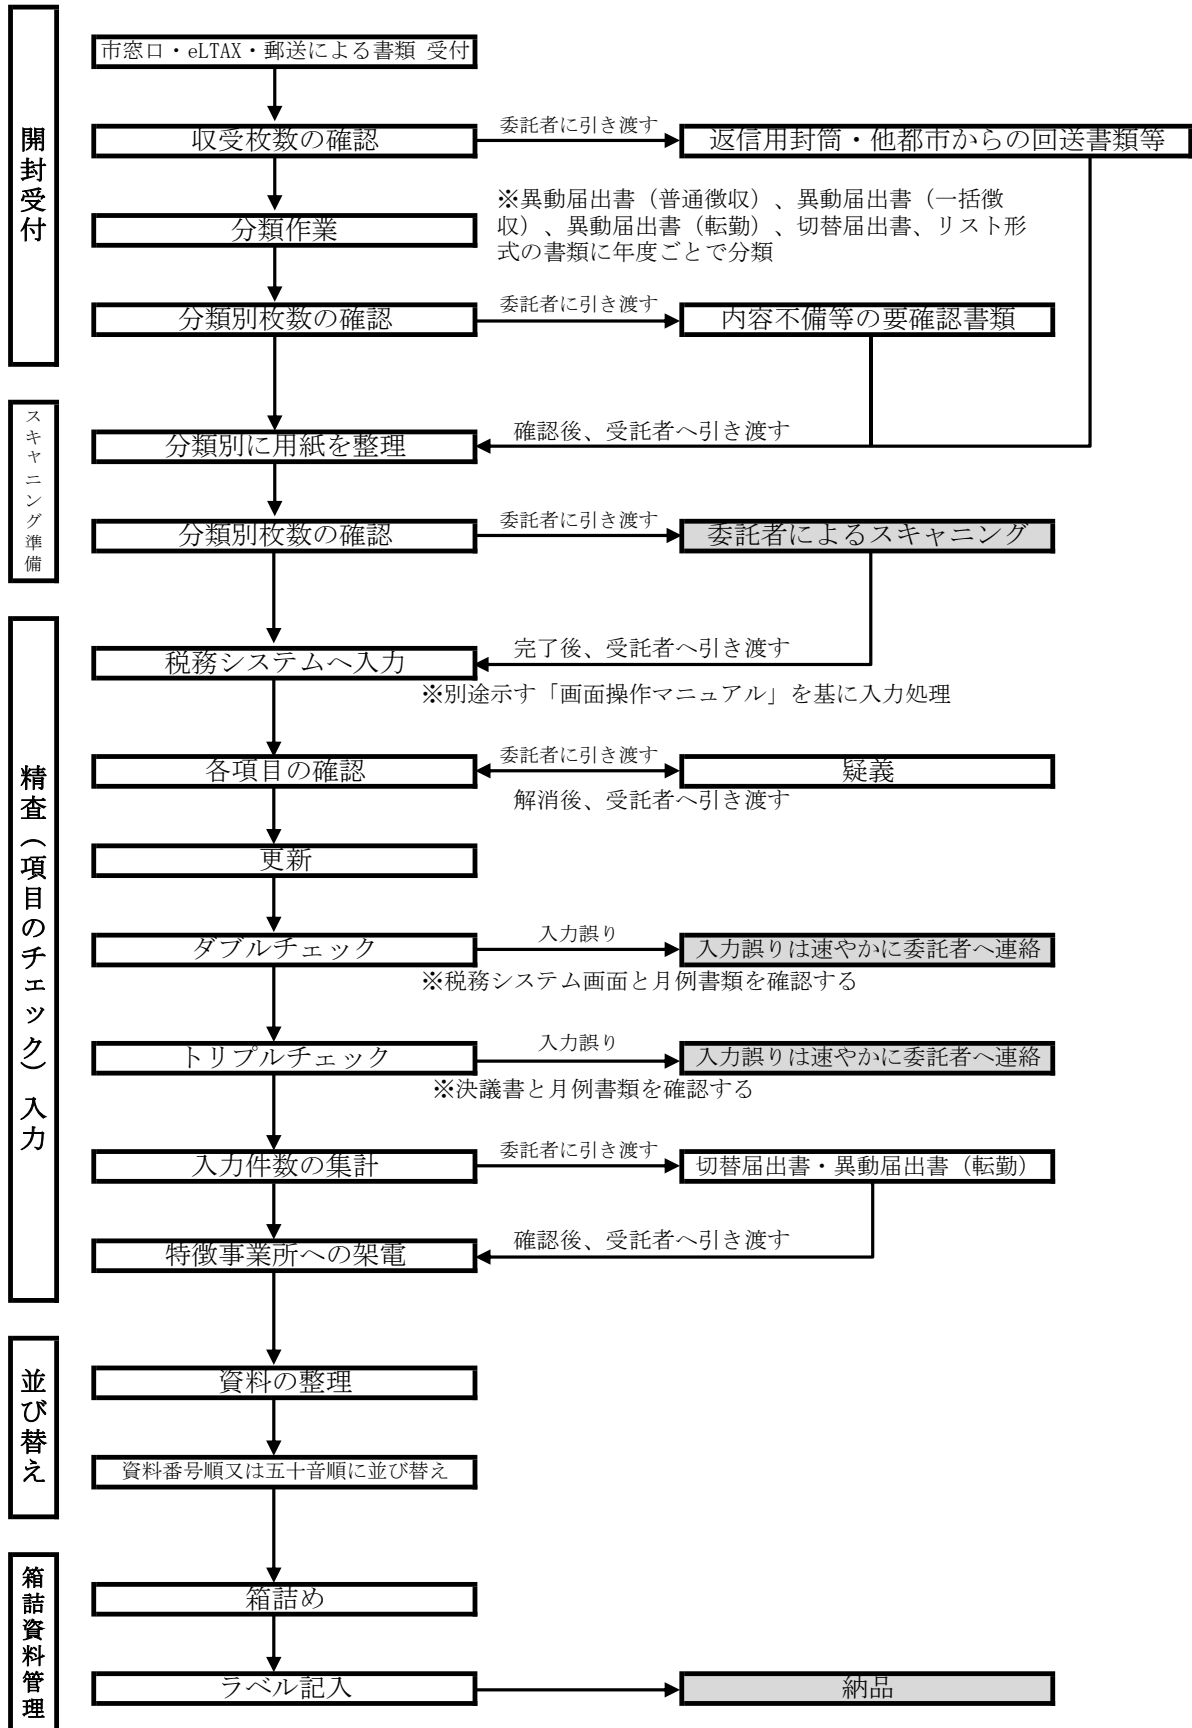 開封受付
市窓口・eLTAX・郵送による書類 受付
収受枚数の確認
委託者に引き渡す
返信用封筒・他都市からの回送書類等
分類作業
※異動届出書（普通徴収）、異動届出書（一括徴
収）、異動届出書（転勤）、切替届出書、リスト形
式の書類に年度ごとで分類
分類別枚数の確認
委託者に引き渡す
内容不備等の要確認書類
スキャニング準備
分類別に用紙を整理
確認後、受託者へ引き渡す
分類別枚数の確認
委託者に引き渡す
委託者によるスキャニング
精査（項目のチェック）入力
税務システムへ入力
完了後、受託者へ引き渡す
※別途示す「画面操作マニュアル」を基に入力処理
各項目の確認
委託者に引き渡す
疑義
解消後、受託者へ引き渡す
更新
ダブルチェック
入力誤り
入力誤りは速やかに委託者へ連絡
※税務システム画面と月例書類を確認する
トリプルチェック
入力誤り
入力誤りは速やかに委託者へ連絡
※決議書と月例書類を確認する
入力件数の集計
委託者に引き渡す
切替届出書・異動届出書（転勤）
特徴事業所への架電
確認後、受託者へ引き渡す
並び替え
資料の整理
資料番号順又は五十音順に並び替え
箱詰資料管理
箱詰め
ラベル記入
納品